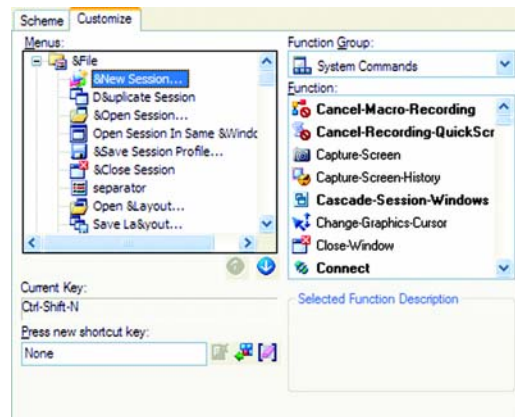 Scheme
Customize
Menus:
&File
&New Session...
D&uplicate Session
&Open Session...
Open Session In Same &Windc
&Save Session Profile...
&Close Session
separator
Open &Layout...
Save La&yout...
Current Key:
Ctrl-Shift-N
Press new shortcut key:
None
Function Group:
System Commands
Function:
Cancel-Macro-Recording
Cancel-Recording-QuickScr
Capture-Screen
Capture-Screen-History
Cascade-Session-Windows
Change-Graphics-Cursor
Close-Window
Connect
Selected Function Description